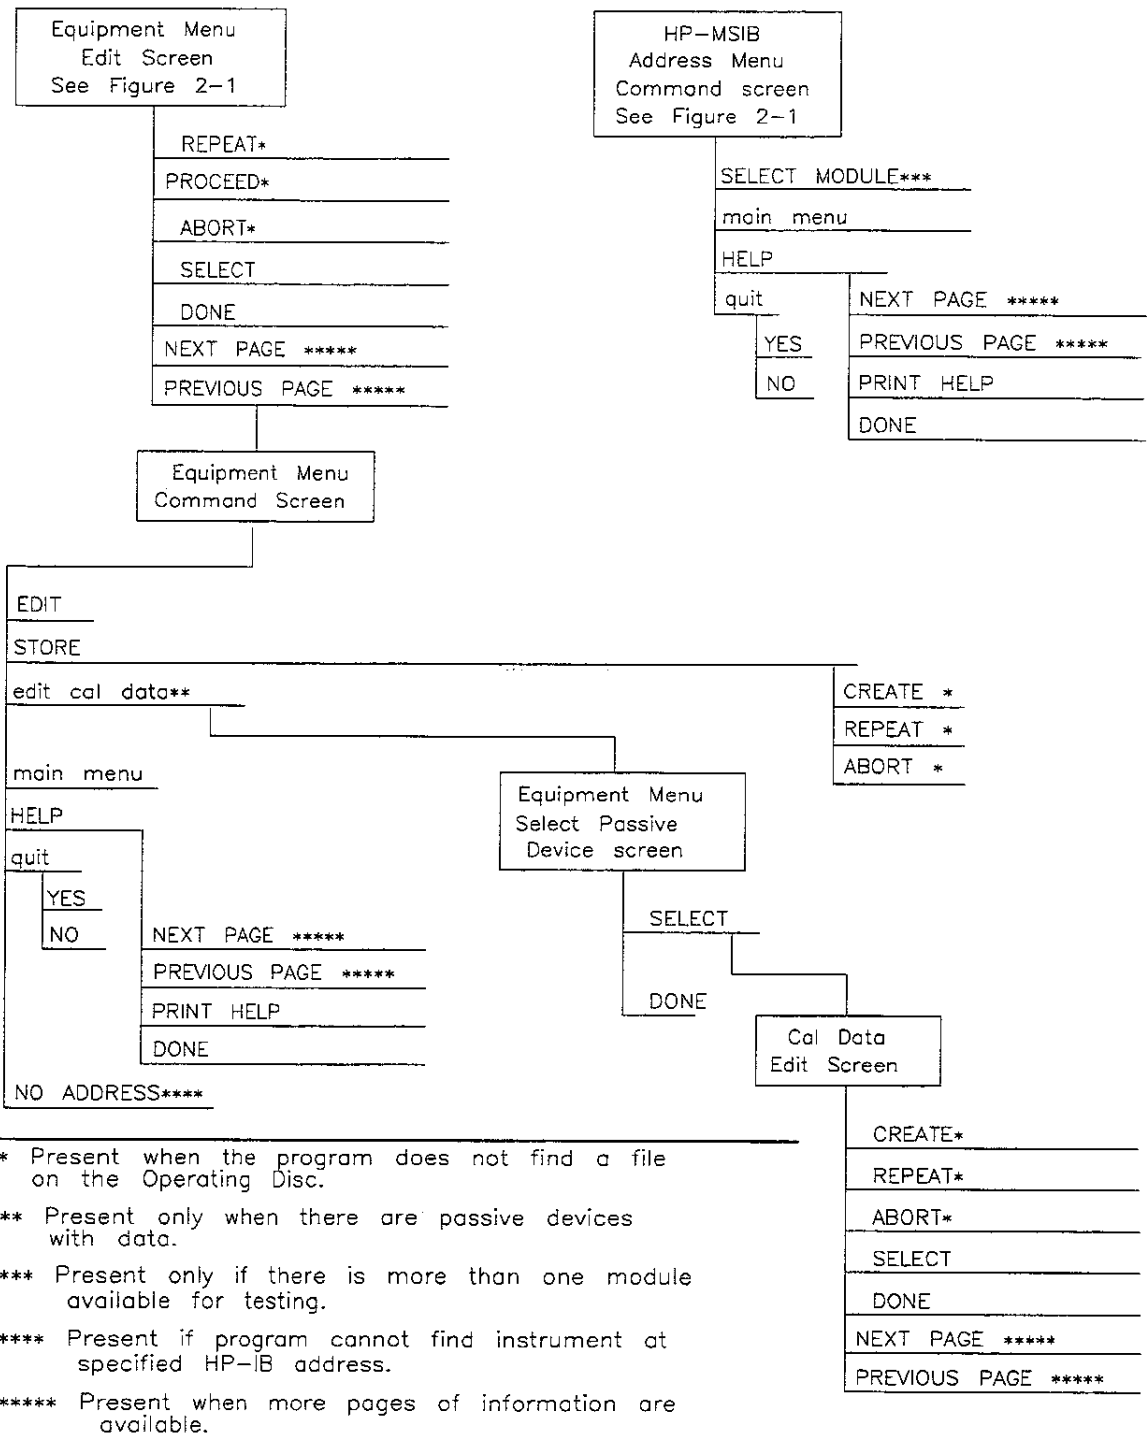 Equipment Menu
Edit Screen
See Figure 2-1
REPEAT*
PROCEED*
ABORT*
SELECT
DONE
NEXT PAGE *****
PREVIOUS PAGE *****
HP-MSIB
Address Menu
Command screen
See Figure 2-1
SELECT MODULE***
main menu
HELP
quit
YES
NO
NEXT PAGE *****
PREVIOUS PAGE *****
PRINT HELP
DONE
Equipment Menu
Command Screen
EDIT
STORE
CREATE *
REPEAT *
ABORT *
edit cal data**
main menu
HELP
quit
YES
NO
NEXT PAGE *****
PREVIOUS PAGE *****
PRINT HELP
DONE
NO ADDRESS****
Equipment Menu
Select Passive
Device screen
SELECT
DONE
Cal Data
Edit Screen
CREATE*
REPEAT*
ABORT*
SELECT
DONE
NEXT PAGE *****
PREVIOUS PAGE *****
* Present when the program does not find a file
on the Operating Disc.
** Present only when there are passive devices
with data.
*** Present only if there is more than one module
available for testing.
**** Present if program cannot find instrument at
specified HP-IB address.
***** Present when more pages of information are
available.